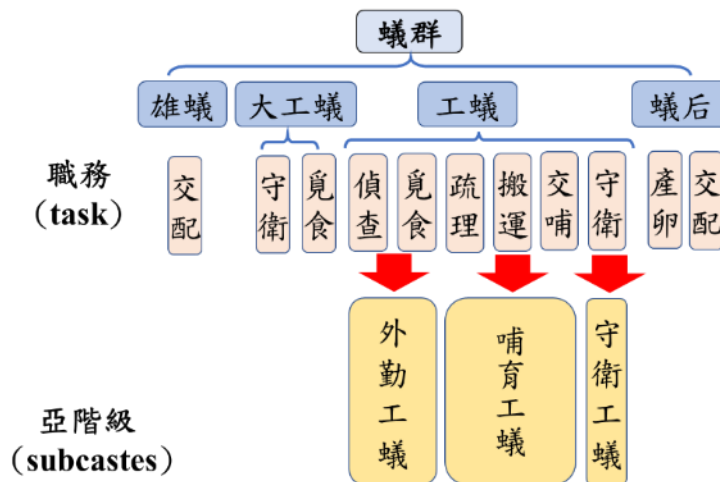 蟻群
雄蟻
大工蟻
工蟻
蟻后
職務
(task)
交配
守衛
覓食
偵查
覓食
疏理
搬運
交哺
守衛
產卵
交配
外勤工蟻
哺育工蟻
守衛工蟻
亞階級
(subcastes)